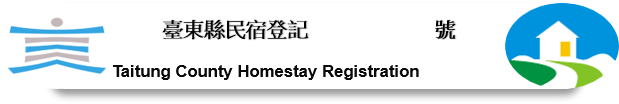 臺東縣民宿登記 號
Taitung County Homestay Registration